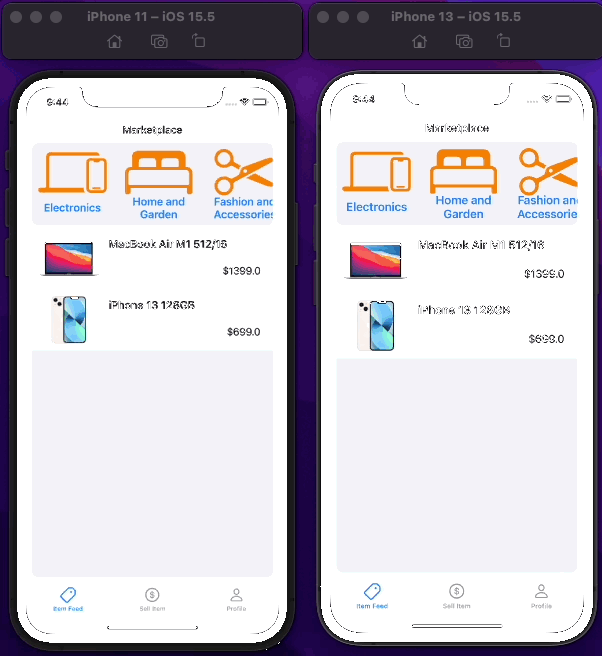 iPhone 11 – iOS 15.5
9:44
Marketplace
Electronics
Home and
Garden
Fashion and
Accessories
MacBook Air M1 512/16
$1399.0
iPhone 13 128GB
$699.0
Item Feed
Sell Item
Profile
iPhone 13 – iOS 15.5
9:44
Marketplace
Electronics
Home and
Garden
Fashion an
Accessorie
MacBook Air M1 512/16
$1399.0
iPhone 13 128GB
$699.0
Item Feed
Sell Item
Profile